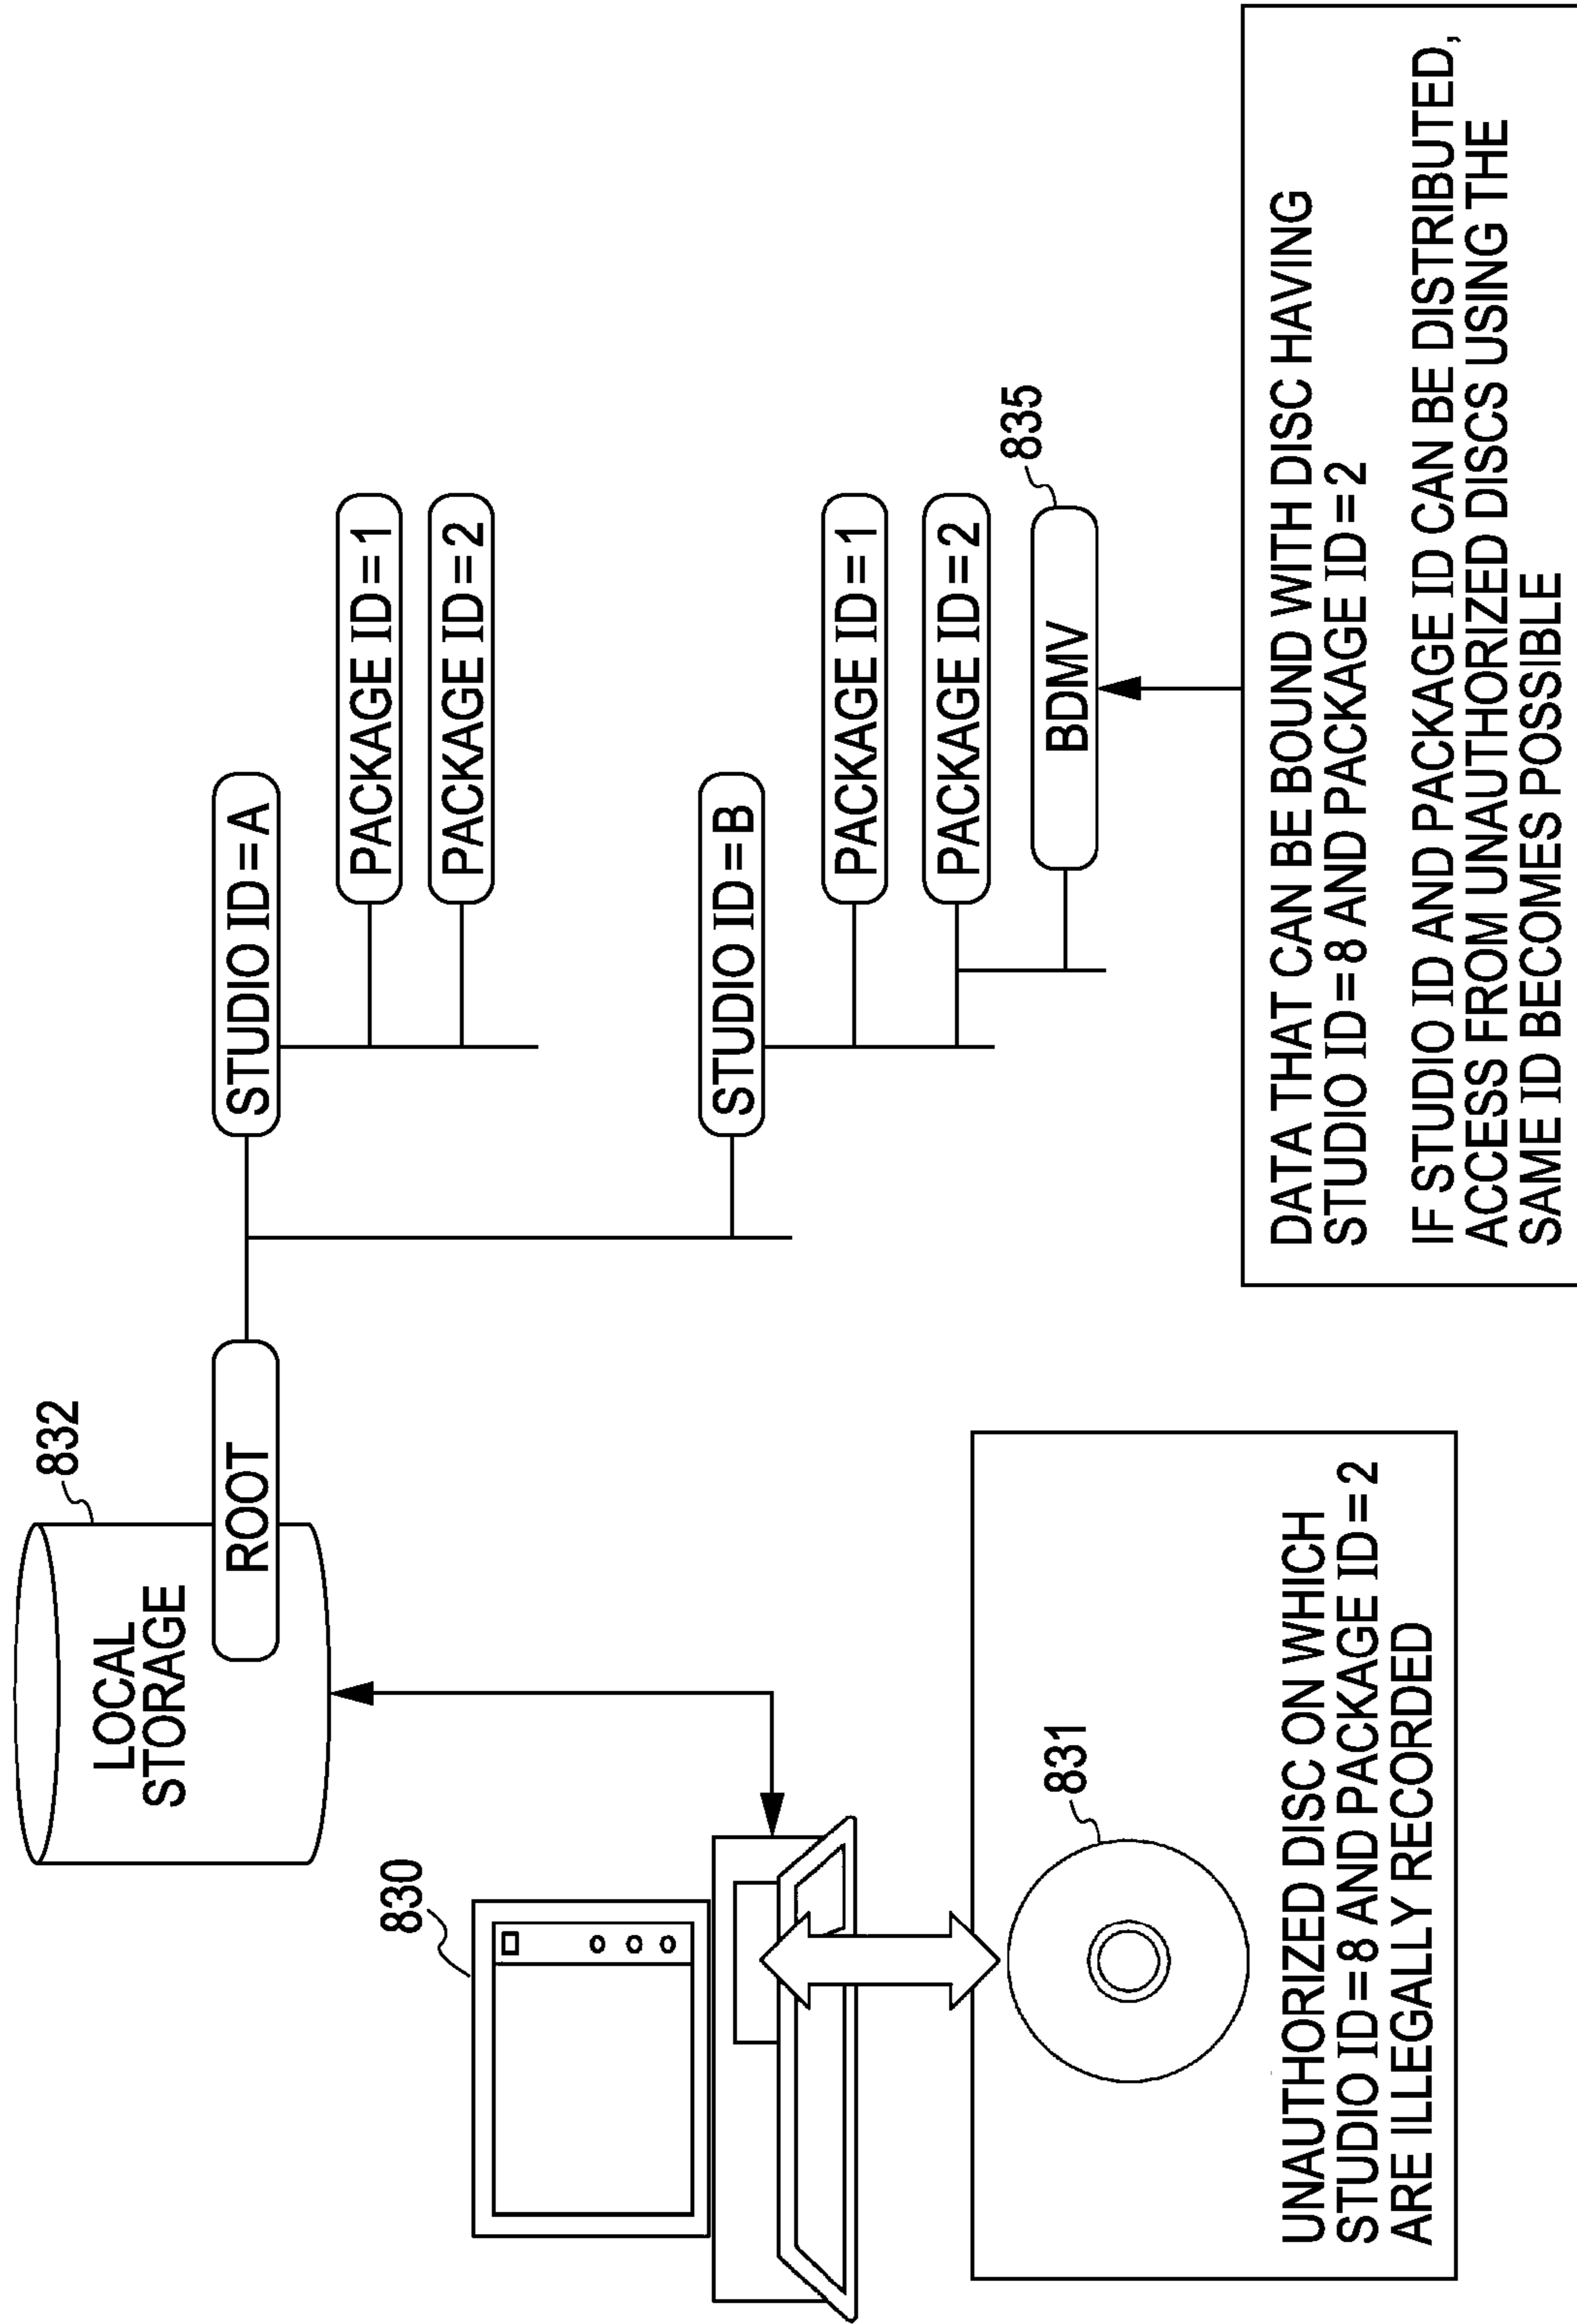 832
LOCAL
STORAGE
ROOT
STUDIO ID=A
PACKAGE ID=1
PACKAGE ID=2
STUDIO ID=B
PACKAGE ID=1
PACKAGE ID=2
835
BDMV
830
831
UNAUTHORIZED DISC ON WHICH
STUDIO ID=8 AND PACKAGE ID=2
ARE ILLEGALLY RECORDED
DATA THAT CAN BE BOUND WITH DISC HAVING
STUDIO ID=8 AND PACKAGE ID=2
IF STUDIO ID AND PACKAGE ID CAN BE DISTRIBUTED,
ACCESS FROM UNAUTHORIZED DISCS USING THE
SAME ID BECOMES POSSIBLE